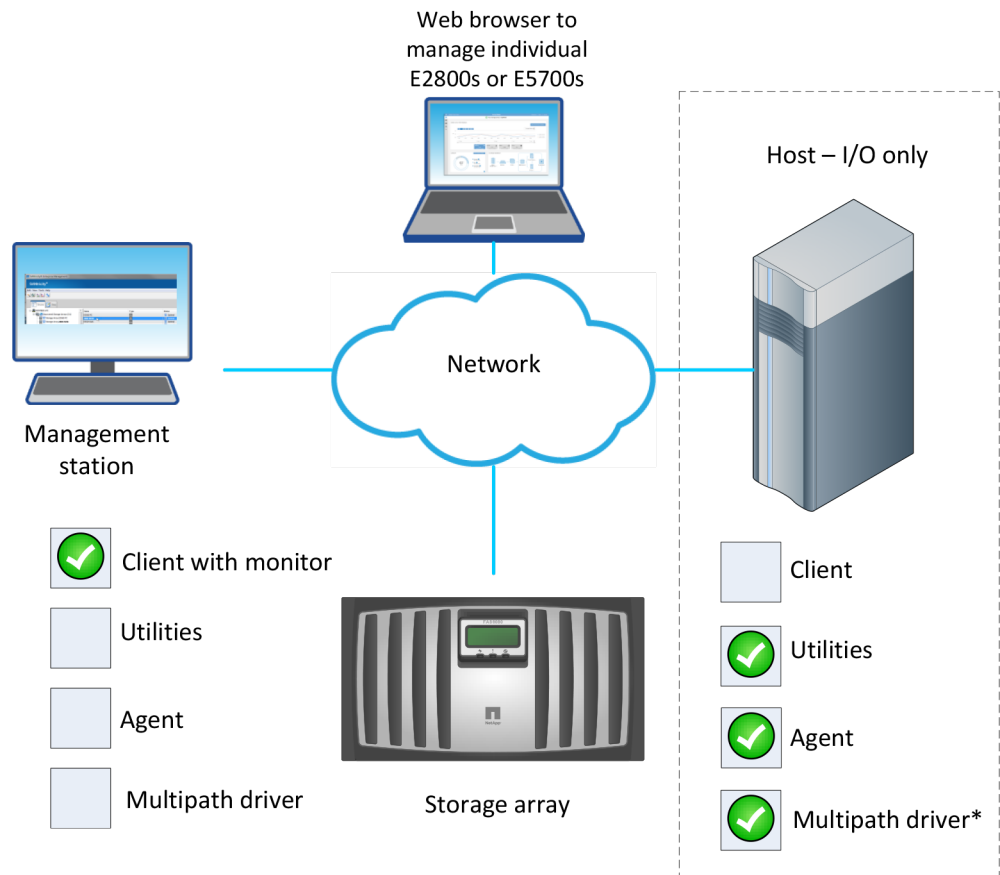 Web browser to
manage individual
E2800s or E5700s
Host – I/O only
Network
Management
station
Client with monitor
Utilities
Agent
Multipath driver
NetApp
Storage array
Client
Utilities
Agent
Multipath driver*